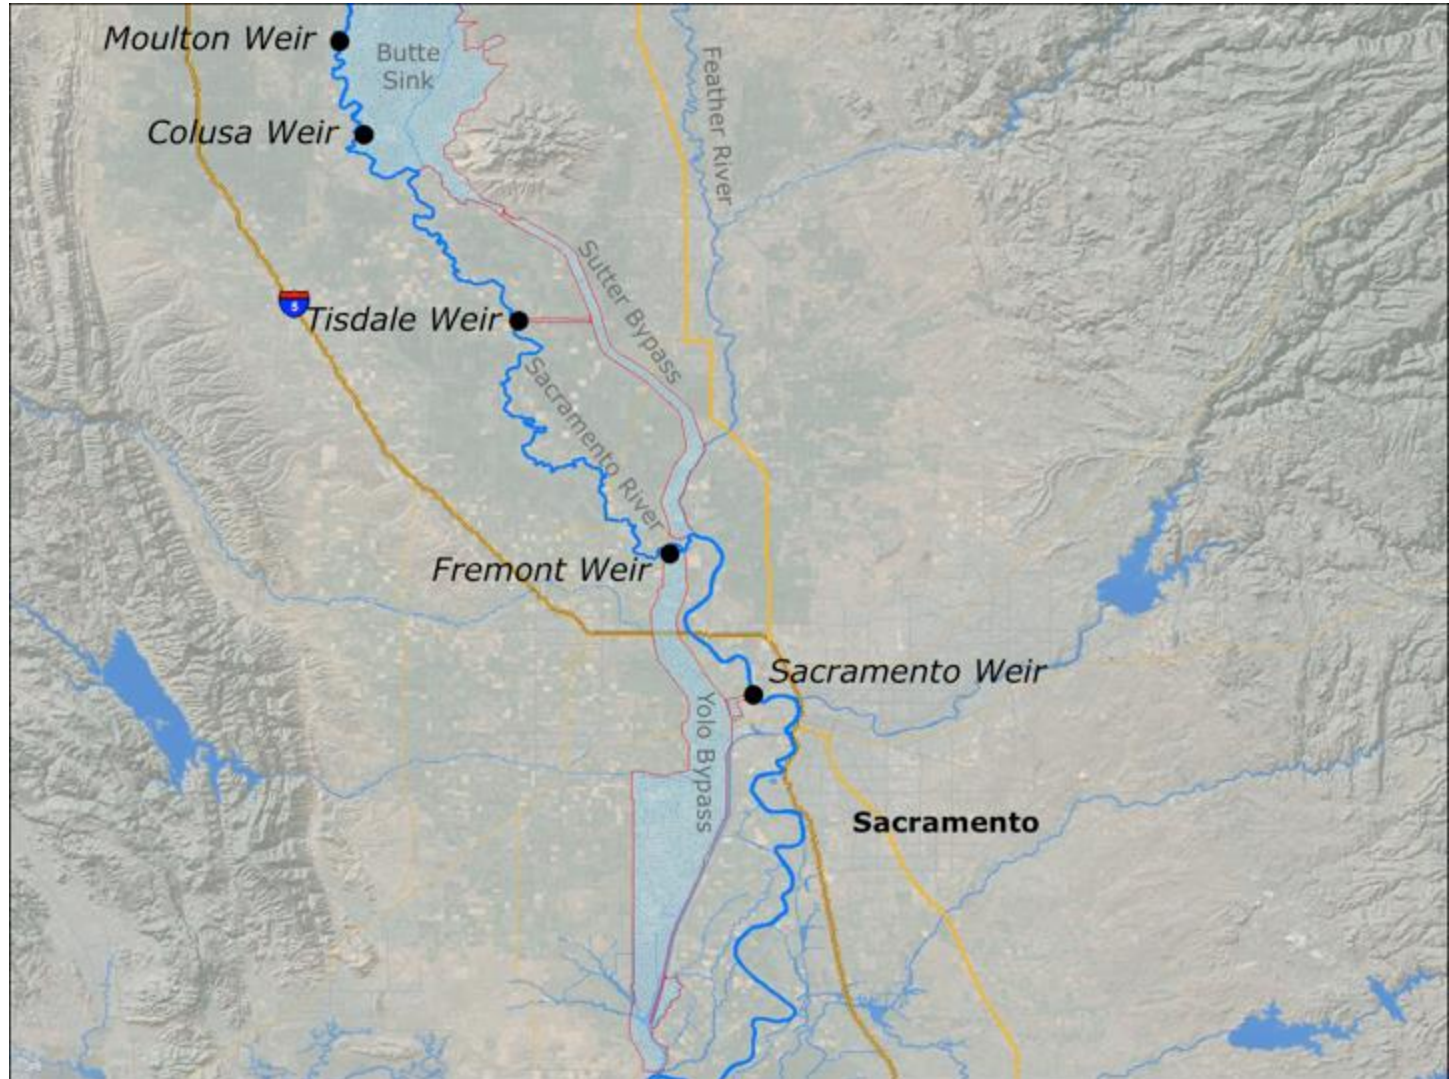 Moulton Weir
Butte
Sink
Feather River
Colusa Weir
Sutter Bypass
5
Tisdale Weir
Sacramento River
Fremont Weir
Sacramento Weir
Yolo Bypass
Sacramento